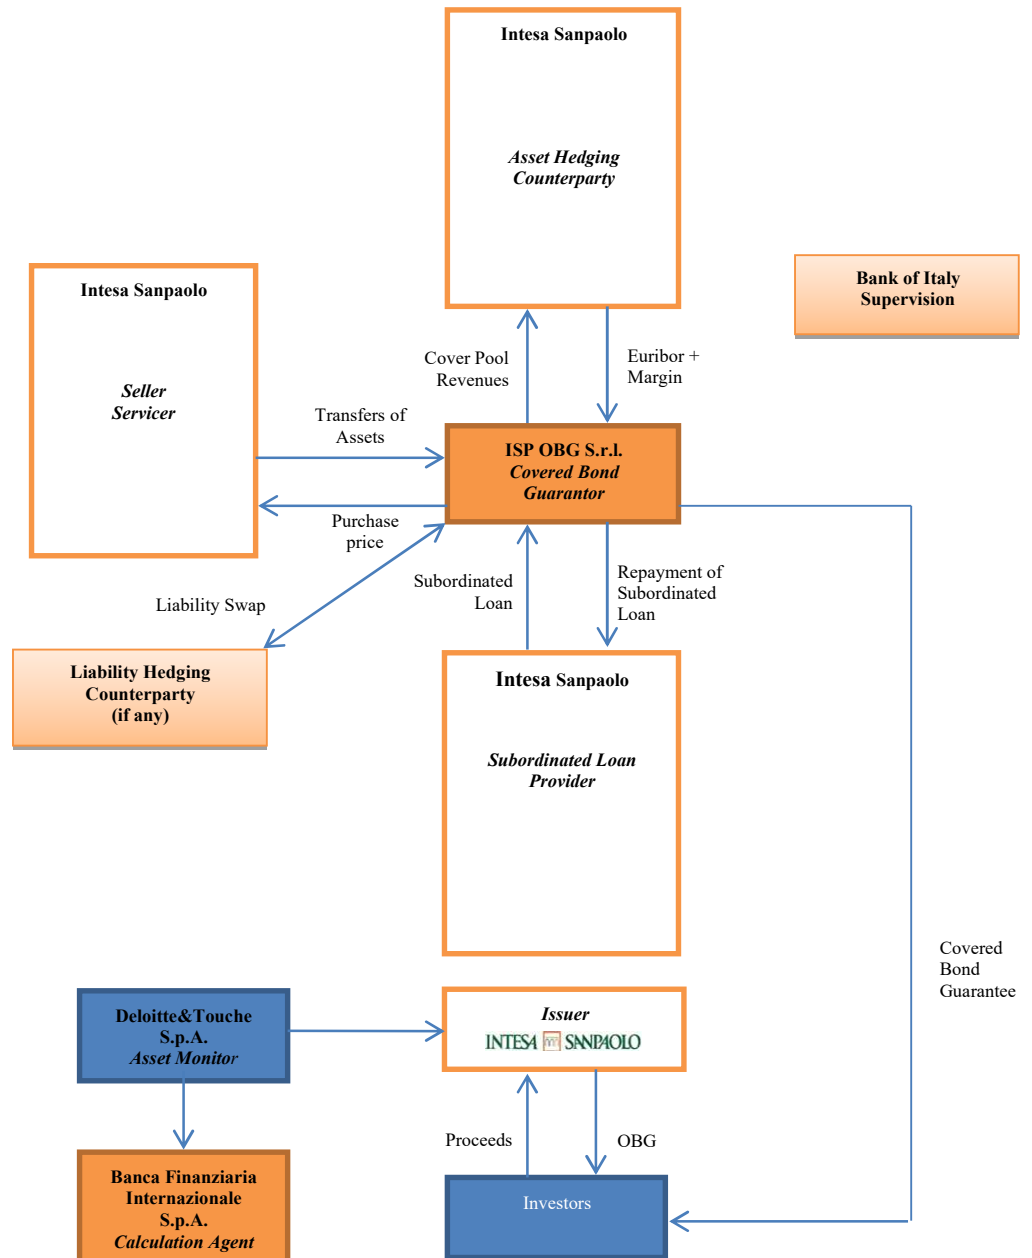 Intesa Sanpaolo
Asset Hedging
Counterparty
Bank of Italy
Supervision
Intesa Sanpaolo
Seller
Servicer
Cover Pool
Revenues
Euribor +
Margin
Transfers of
Assets
ISP OBG S.r.l.
Covered Bond
Guarantor
Purchase
price
Liability Swap
Subordinated
Loan
Repayment of
Subordinated
Loan
Liability Hedging
Counterparty
(if any)
Intesa Sanpaolo
Subordinated Loan
Provider
Covered
Bond
Guarantee
Deloitte&Touche
S.p.A.
Asset Monitor
Issuer
INTESA SANPAOLO
Proceeds
OBG
Banca Finanziaria
Internazionale
S.p.A.
Calculation Agent
Investors